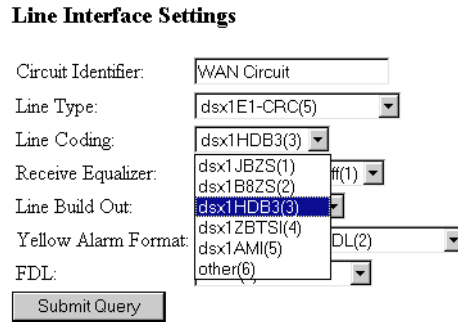 Line Interface Settings
Circuit Identifier: WAN Circuit
Line Type: dsx1E1-CRC(5)
Line Coding: dsx1HDB3(3)
dsx1JBZS(1)
Receive Equalizer: ff(1)
dsx1B8ZS(2)
Line Build Out: dsx1HDB3(3)
dsx1ZBTSI(4)
Yellow Alarm Format: DL(2)
dsx1AMI(5)
FDL: other(6)
Submit Query